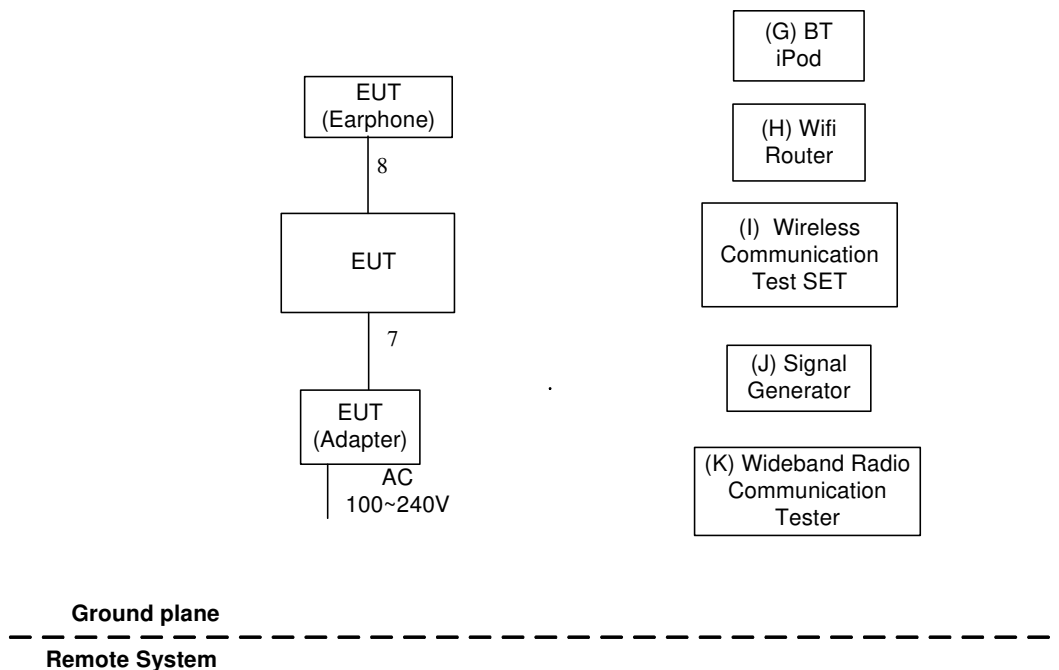 EUT
(Earphone)
8
EUT
7
EUT
(Adapter)
AC
100~240V
(G) BT
iPod
(H) Wifi
Router
(I) Wireless
Communication
Test SET
(J) Signal
Generator
(K) Wideband Radio
Communication
Tester
Ground plane
Remote System